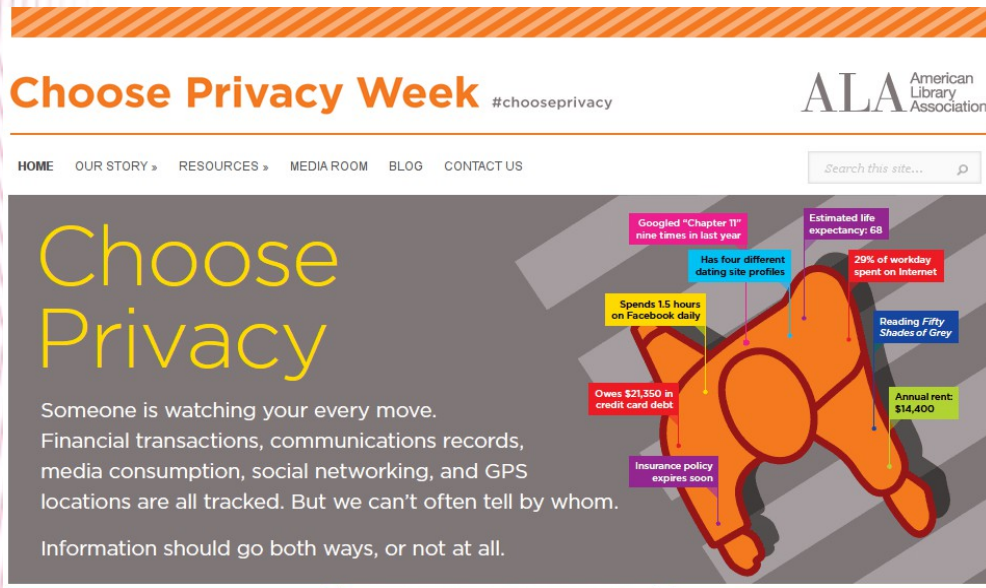 Choose Privacy Week #chooseprivacy
ALA American
Library
Association
HOME OUR STORY » RESOURCES » MEDIA ROOM BLOG CONTACT US
Search this site...
Choose
Privacy
Someone is watching your every move.
Financial transactions, communications records,
media consumption, social networking, and GPS
locations are all tracked. But we can't often tell by whom.
Information should go both ways, or not at all.
Googled "Chapter 11"
nine times in last year
Estimated life
expectancy: 68
Has four different
dating site profiles
29% of workday
spent on Internet
Spends 1.5 hours
on Facebook daily
Reading Fifty
Shades of Grey
Owes $21,350 in
credit card debt
Annual rent:
$14,400
Insurance policy
expires soon